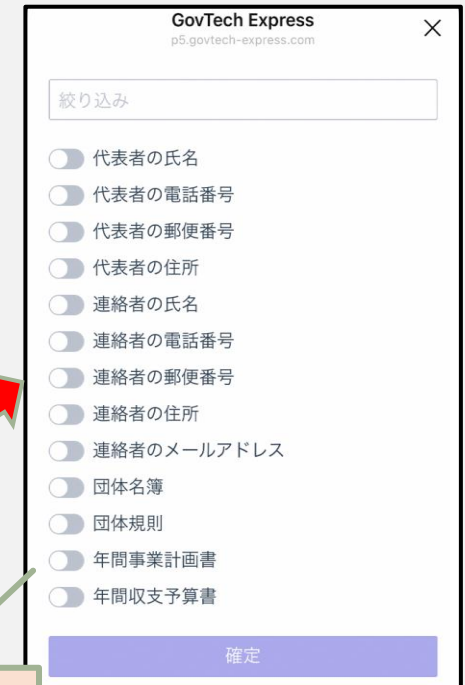 GovTech Express
p5.govtech-express.com
絞り込み
代表者の氏名
代表者の電話番号
代表者の郵便番号
代表者の住所
連絡者の氏名
連絡者の電話番号
連絡者の郵便番号
連絡者の住所
連絡者のメールアドレス
団体名簿
団体規則
年間事業計画書
年間収支予算書
確定